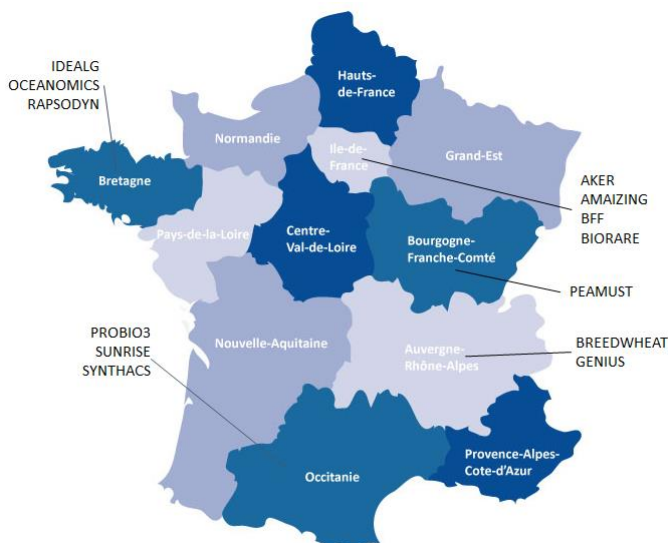 IDEALG
OCEANOMICS
RAPSODYN
Hauts-
de-France
Normandie
Ile-de-
France
Grand-Est
Bretagne
AKER
AMAIZING
BFF
BIORARE
Pays-de-la-Loire
Centre-
Val-de-Loire
Bourgogne-
Franche-Comté
PEAMUST
PROBIO3
SUNRISE
SYNTHACS
Nouvelle-Aquitaine
Auvergne-
Rhône-Alpes
BREEDWHEAT
GENIUS
Occitanie
Provence-Alpes-
Cote-d'Azur